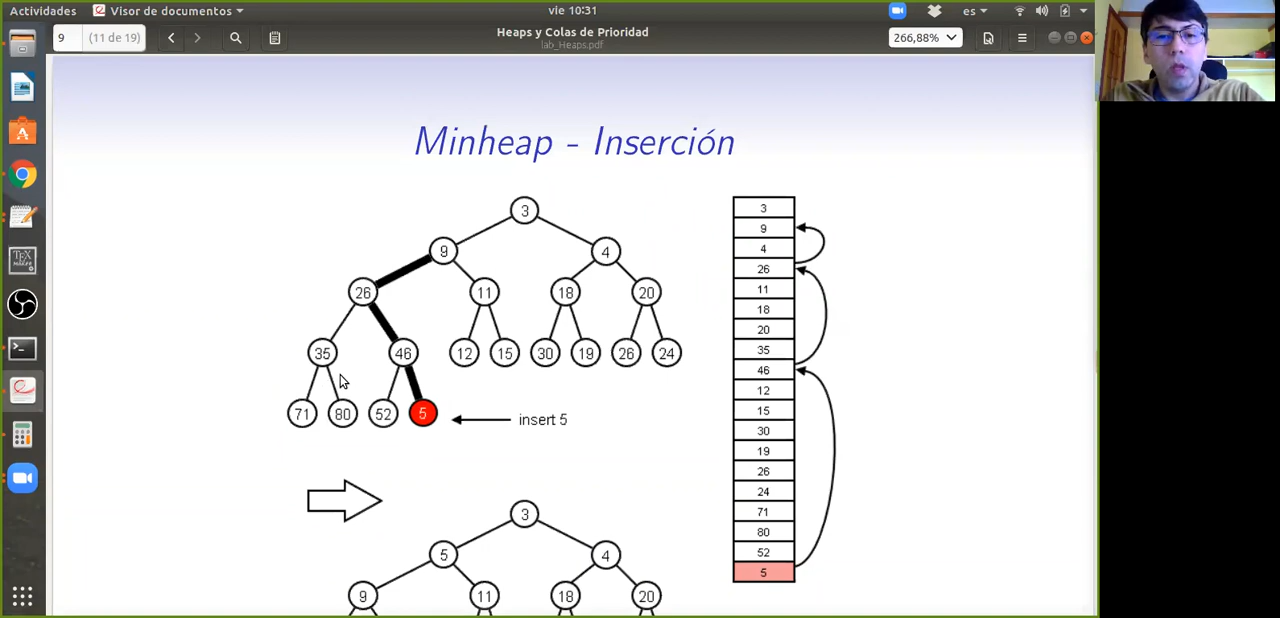 Actividades Visor de documentos vie 10:31 es
9 (11 de 19) Heaps y Colas de Prioridad 266,88%
lab_Heaps.pdf
Minheap - Inserción
3
9 4
26 11 18 20
35 46 12 15 30 19 26 24
71 80 52 5 insert 5
3
5 4
9 11 18 20
3
9
4
26
11
18
20
35
46
12
15
30
19
26
24
71
80
52
5